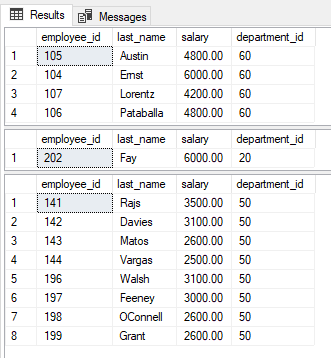 Results Messages
employee_id last_name salary department_id
1 105 Austin 4800.00 60
2 104 Ernst 6000.00 60
3 107 Lorentz 4200.00 60
4 106 Pataballa 4800.00 60
employee_id last_name salary department_id
1 202 Fay 6000.00 20
employee_id last_name salary department_id
1 141 Rajs 3500.00 50
2 142 Davies 3100.00 50
3 143 Matos 2600.00 50
4 144 Vargas 2500.00 50
5 196 Walsh 3100.00 50
6 197 Feeney 3000.00 50
7 198 OConnell 2600.00 50
8 199 Grant 2600.00 50